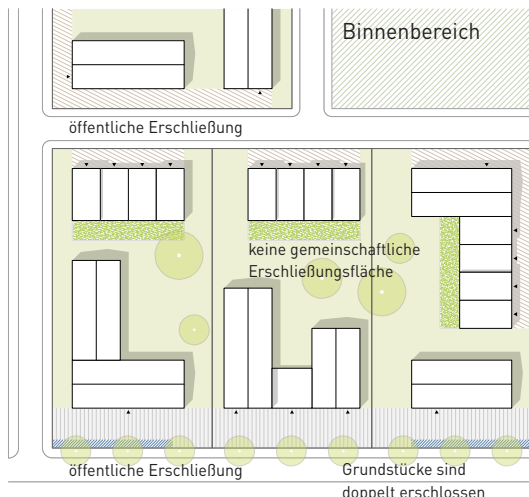 Binnenbereich
öffentliche Erschließung
keine gemeinschaftliche
Erschließungsfläche
öffentliche Erschließung
Grundstücke sind
doppelt erschlossen